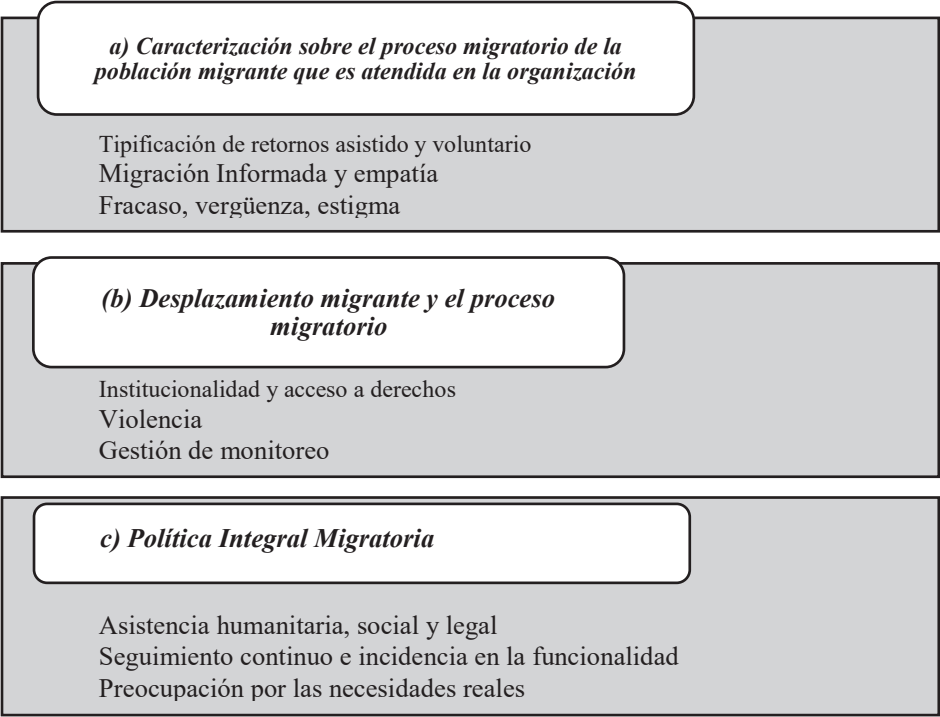 a) Caracterización sobre el proceso migratorio de la
población migrante que es atendida en la organización
Tipificación de retornos asistido y voluntario
Migración Informada y empatía
Fracaso, vergüenza, estigma
(b) Desplazamiento migrante y el proceso
migratorio
Institucionalidad y acceso a derechos
Violencia
Gestión de monitoreo
c) Política Integral Migratoria
Asistencia humanitaria, social y legal
Seguimiento continuo e incidencia en la funcionalidad
Preocupación por las necesidades reales